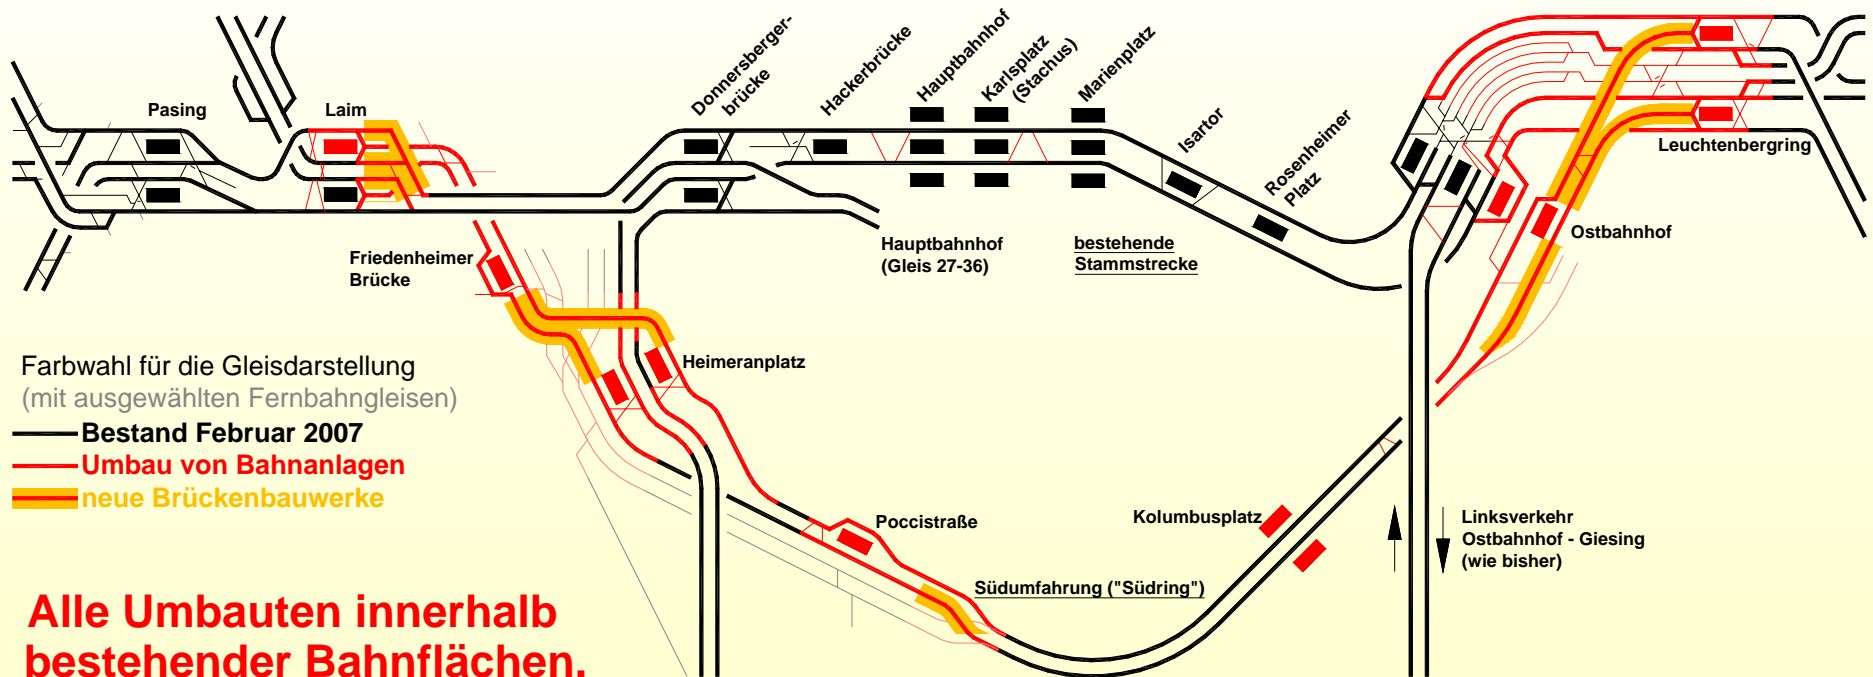 Pasing
Laim
Donnersberger-
brücke
Hackerbrücke
Hauptbahnhof
Karlsplatz
(Stachus)
Marienplatz
Isartor
Rosenheimer
Platz
Leuchtenbergring
Ostbahnhof
Friedenheimer
Brücke
Hauptbahnhof
(Gleis 27-36)
bestehende
Stammstrecke
Heimeranplatz
Farbwahl für die Gleisdarstellung
(mit ausgewählten Fernbahngleisen)
Bestand Februar 2007
Umbau von Bahnanlagen
neue Brückenbauwerke
Poccistraße
Kolumbusplatz
Linksverkehr
Ostbahnhof - Giesing
(wie bisher)
Südumfahrung ("Südring")
Alle Umbauten innerhalb
bestehender Bahnflächen.